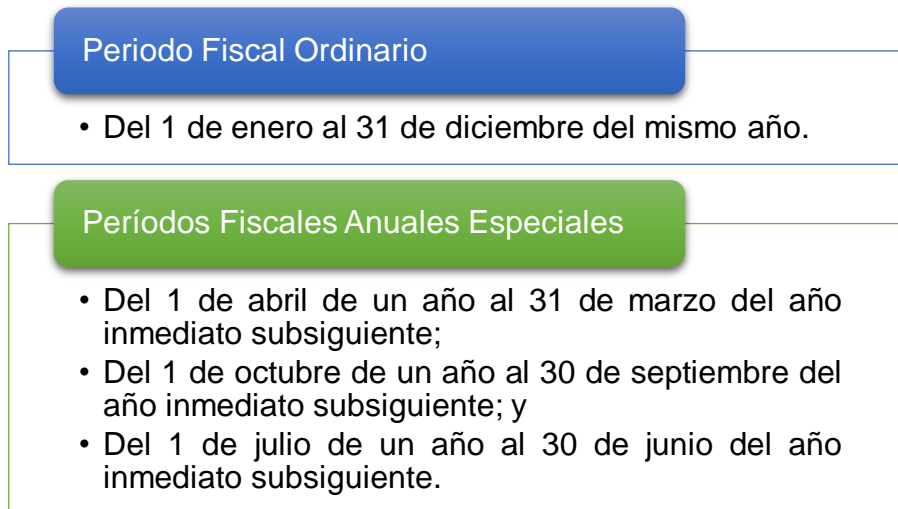 Periodo Fiscal Ordinario
• Del 1 de enero al 31 de diciembre del mismo año.
Períodos Fiscales Anuales Especiales
• Del 1 de abril de un año al 31 de marzo del año
inmediato subsiguiente;
• Del 1 de octubre de un año al 30 de septiembre del
año inmediato subsiguiente; y
• Del 1 de julio de un año al 30 de junio del año
inmediato subsiguiente.